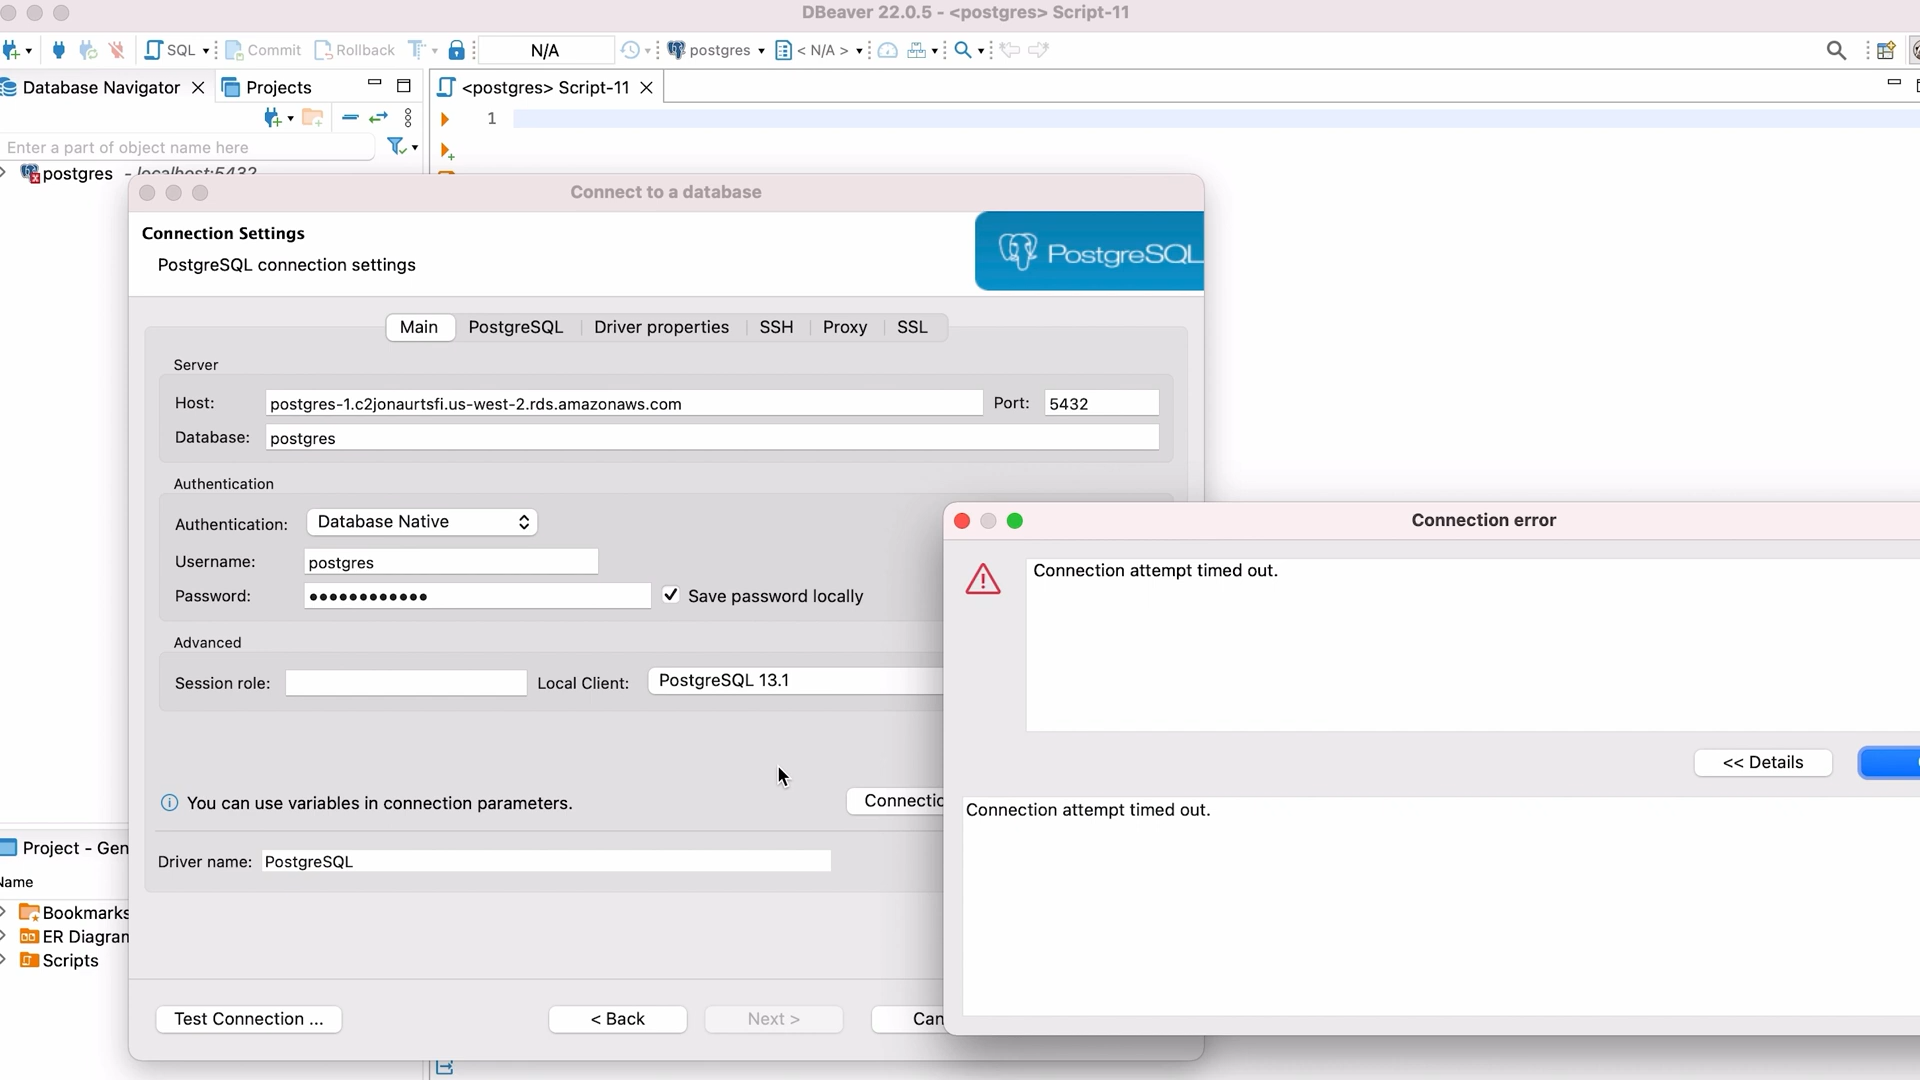 DBeaver 22.0.5 - <postgres> Script-11
SQL
Commit
Rollback
N/A
postgres
< N/A >
Database Navigator
Projects
<postgres> Script-11
1
Enter a part of object name here
postgres - localhost:5432
Connect to a database
Connection Settings
PostgreSQL connection settings
PostgreSQL
Main
PostgreSQL
Driver properties
SSH
Proxy
SSL
Server
Host: postgres-1.c2jonaurtsfi.us-west-2.rds.amazonaws.com Port: 5432
Database: postgres
Authentication
Authentication: Database Native
Username: postgres
Password: ●●●●●●●●●●●● Save password locally
Advanced
Session role: Local Client: PostgreSQL 13.1
You can use variables in connection parameters.
Connectio
Driver name: PostgreSQL
Test Connection ...
< Back
Next >
Can
Connection error
Connection attempt timed out.
<< Details
Connection attempt timed out.
Project - Gen
Name
Bookmarks
ER Diagram
Scripts